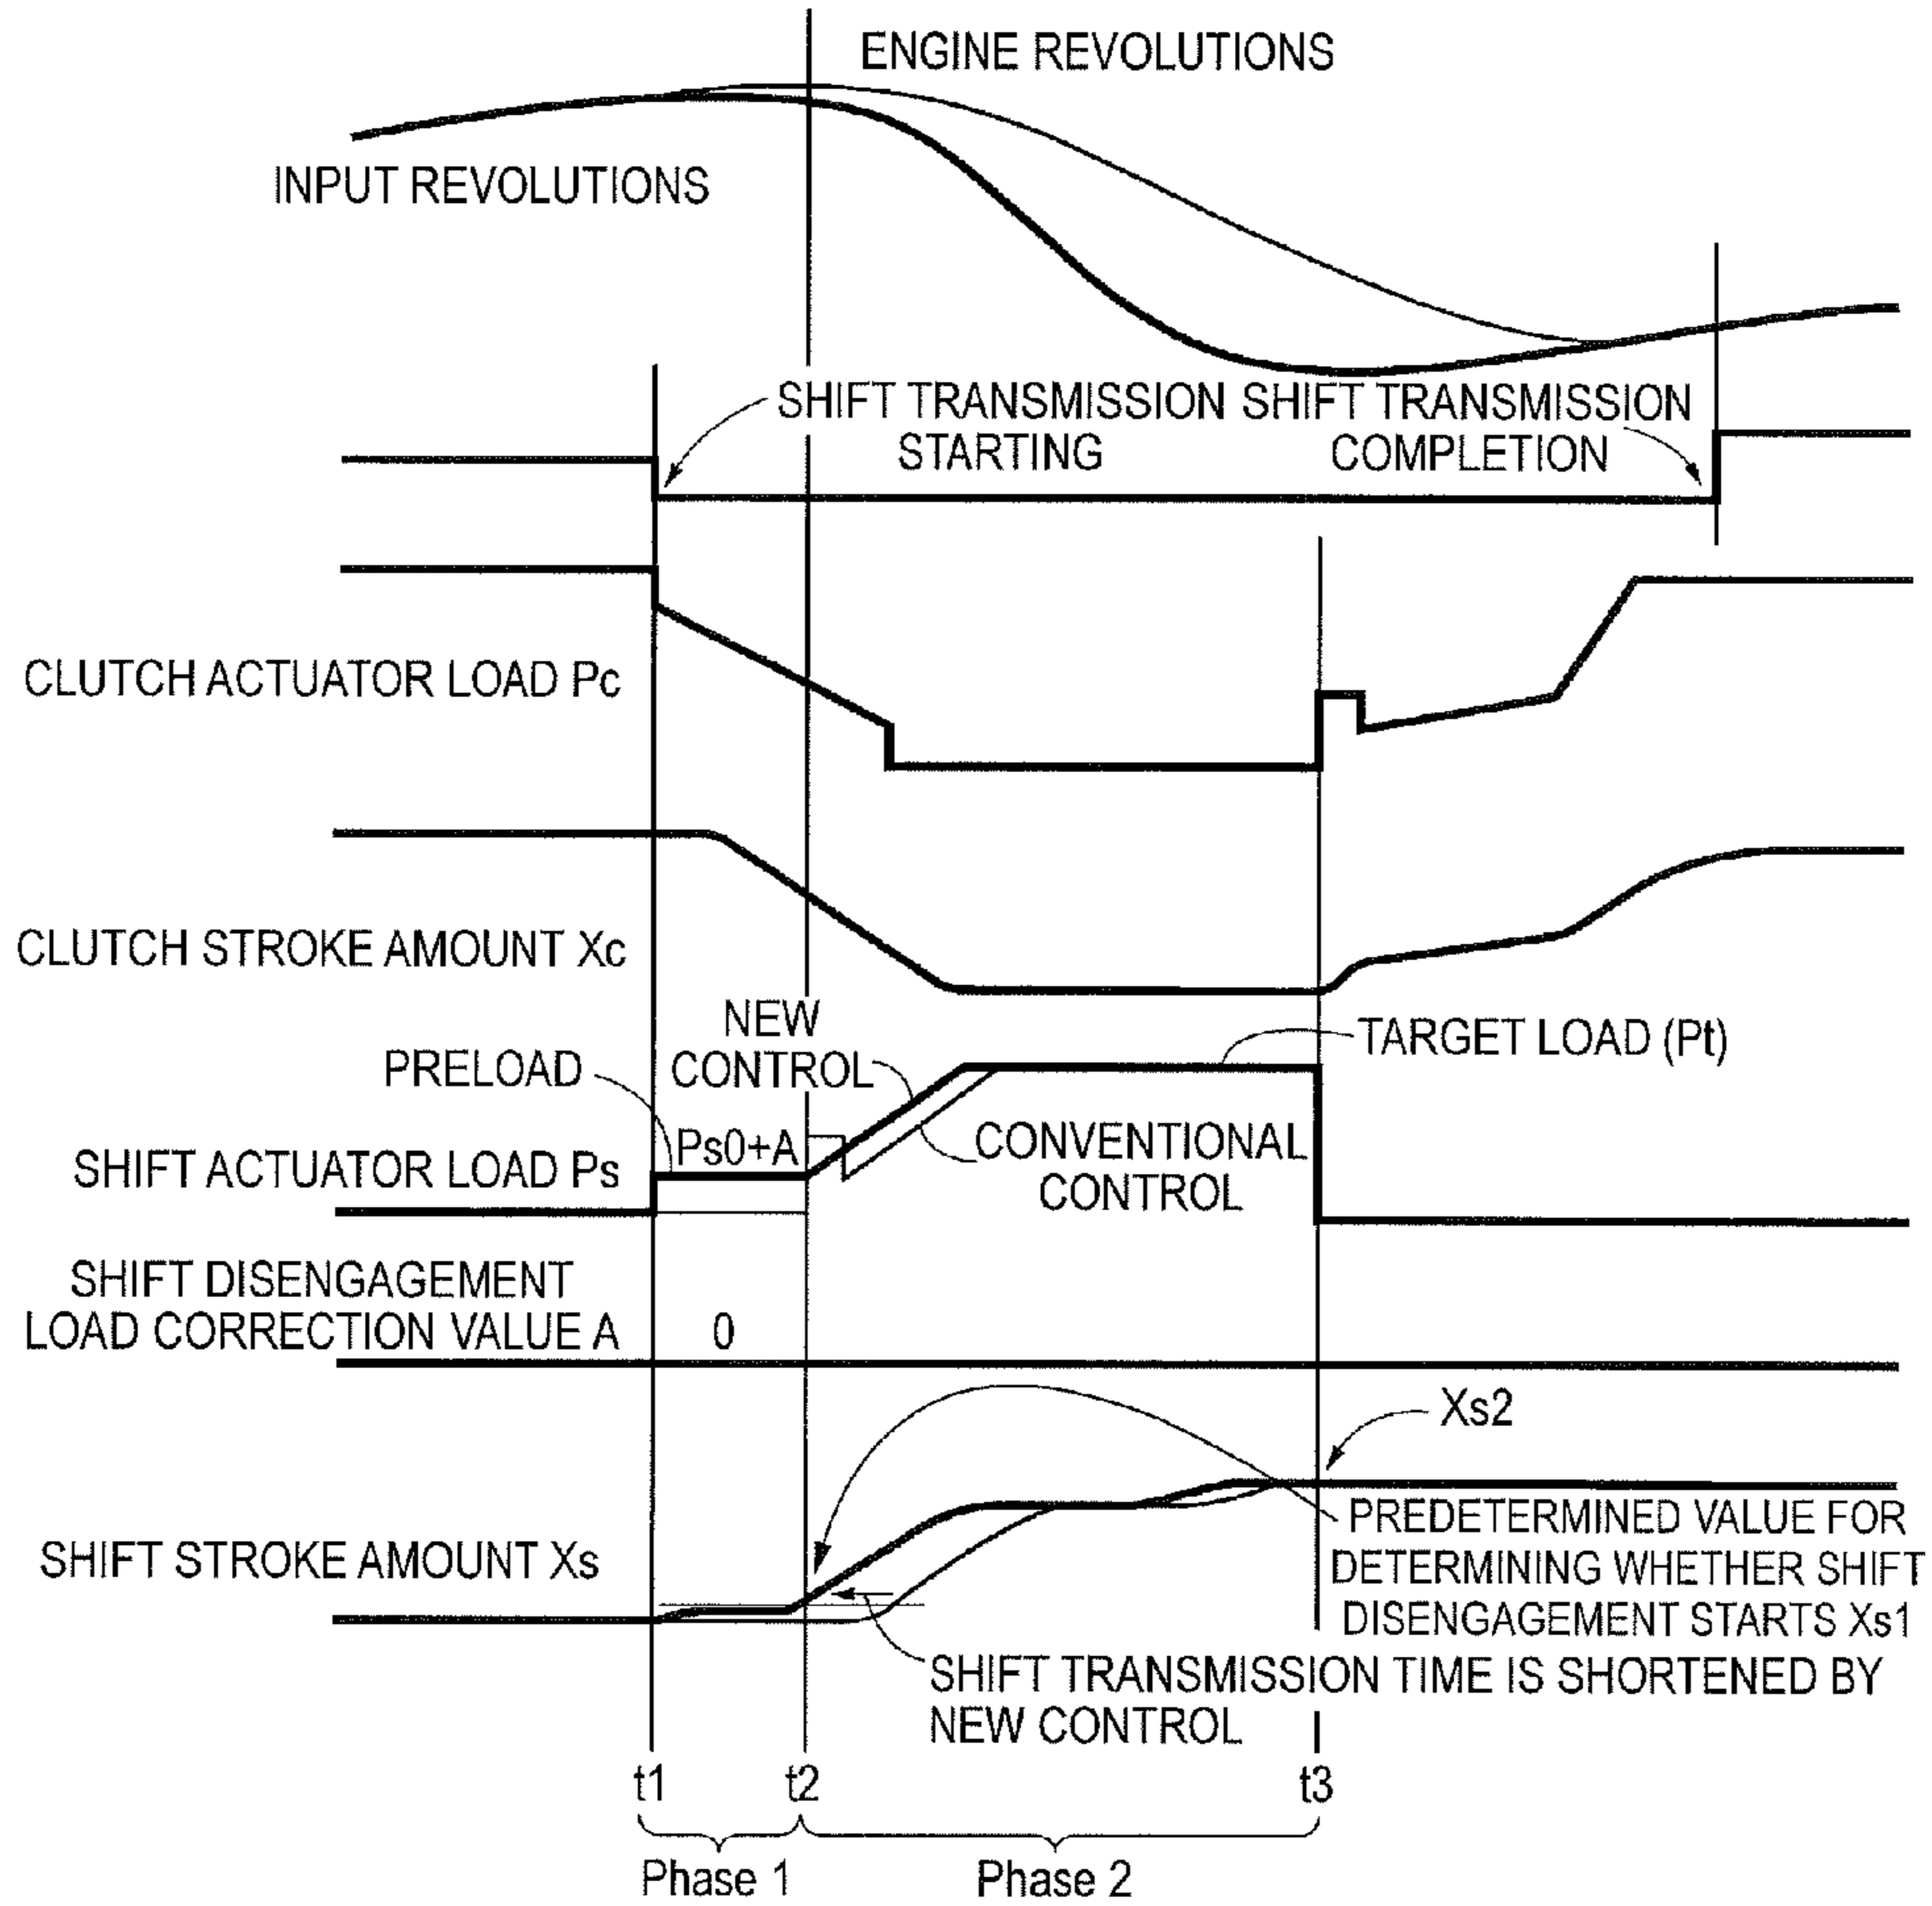 ENGINE REVOLUTIONS
INPUT REVOLUTIONS
SHIFT TRANSMISSION
STARTING
SHIFT TRANSMISSION
COMPLETION
CLUTCH ACTUATOR LOAD Pc
CLUTCH STROKE AMOUNT Xc
NEW
CONTROL
TARGET LOAD (Pt)
PRELOAD
Ps0+A
CONVENTIONAL
CONTROL
SHIFT ACTUATOR LOAD Ps
SHIFT DISENGAGEMENT
LOAD CORRECTION VALUE A
0
Xs2
PREDETERMINED VALUE FOR
DETERMINING WHETHER SHIFT
DISENGAGEMENT STARTS Xs1
SHIFT STROKE AMOUNT Xs
SHIFT TRANSMISSION TIME IS SHORTENED BY
NEW CONTROL
t1
t2
t3
Phase 1
Phase 2